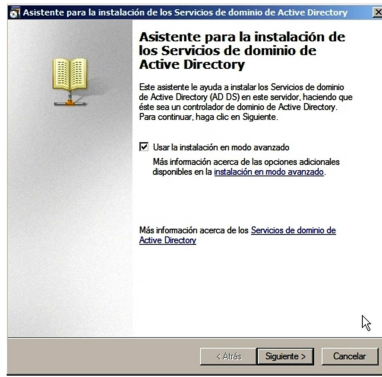 Asistente para la instalación de los Servicios de dominio de Active Directory
Asistente para la instalación de
los Servicios de dominio de
Active Directory
Este asistente le ayuda a instalar los Servicios de dominio
de Active Directory (AD DS) en este servidor, haciendo que
éste sea un controlador de dominio de Active Directory.
Para continuar, haga clic en Siguiente.
Usar la instalación en modo avanzado
Más información acerca de las opciones adicionales
disponibles en la instalación en modo avanzado.
Más información acerca de los Servicios de dominio de
Active Directory
< Atrás Siguiente > Cancelar